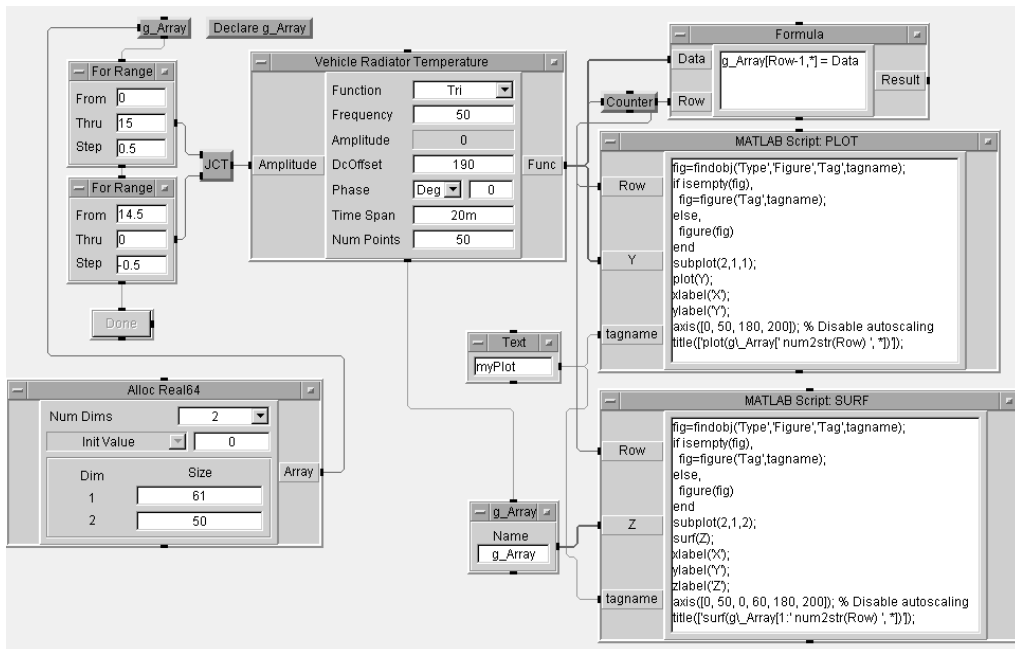 g_Array
Declare g_Array
For Range
From 0
Thru 15
Step 0.5
For Range
From 14.5
Thru 0
Step -0.5
Done
JCT
Vehicle Radiator Temperature
Amplitude
Function Tri
Frequency 50
Amplitude 0
DcOffset 190
Phase Deg 0
Time Span 20m
Num Points 50
Func
Counter
Formula
Data
Row
g_Array[Row-1,*] = Data
Result
MATLAB Script: PLOT
Row
Y
tagname
fig=findobj('Type','Figure','Tag',tagname);
if isempty(fig),
fig=figure('Tag',tagname);
else,
figure(fig)
end
subplot(2,1,1);
plot(Y);
xlabel('X');
ylabel('Y');
axis([0, 50, 180, 200]); % Disable autoscaling
title(['plot(g\_Array[' num2str(Row) ', *])']);
Text
myPlot
Alloc Real64
Num Dims 2
Init Value 0
Dim Size
1 61
2 50
Array
g_Array
Name
g_Array
MATLAB Script: SURF
Row
Z
tagname
fig=findobj('Type','Figure','Tag',tagname);
if isempty(fig),
fig=figure('Tag',tagname);
else,
figure(fig)
end
subplot(2,1,2);
surf(Z);
xlabel('X');
ylabel('Y');
zlabel('Z');
axis([0, 50, 0, 60, 180, 200]); % Disable autoscaling
title(['surf(g\_Array[1:' num2str(Row) ', *])']);